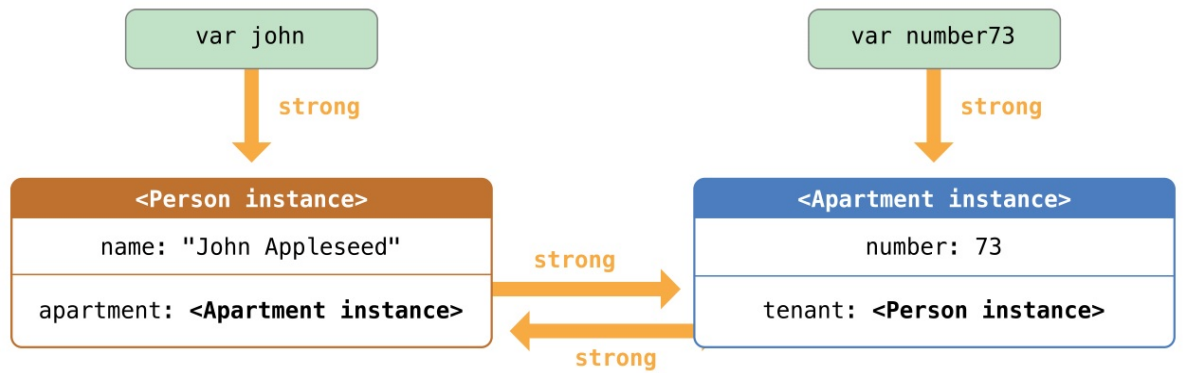 var john
var number73
strong
strong
<Person instance>
<Apartment instance>
name: "John Appleseed"
number: 73
strong
apartment: <Apartment instance>
tenant: <Person instance>
strong